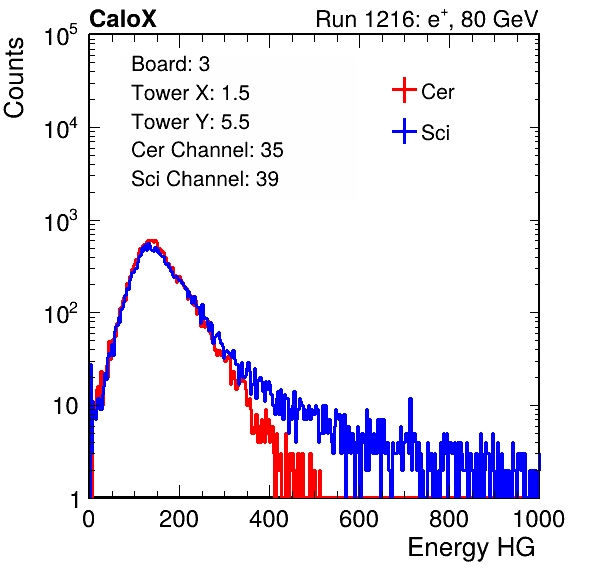 CaloX Run 1216: e⁺, 80 GeV
Counts
Board: 3
Tower X: 1.5
Tower Y: 5.5
Cer Channel: 35
Sci Channel: 39
Cer
Sci
10⁵
10⁴
10³
10²
10
1
0 200 400 600 800 1000
Energy HG